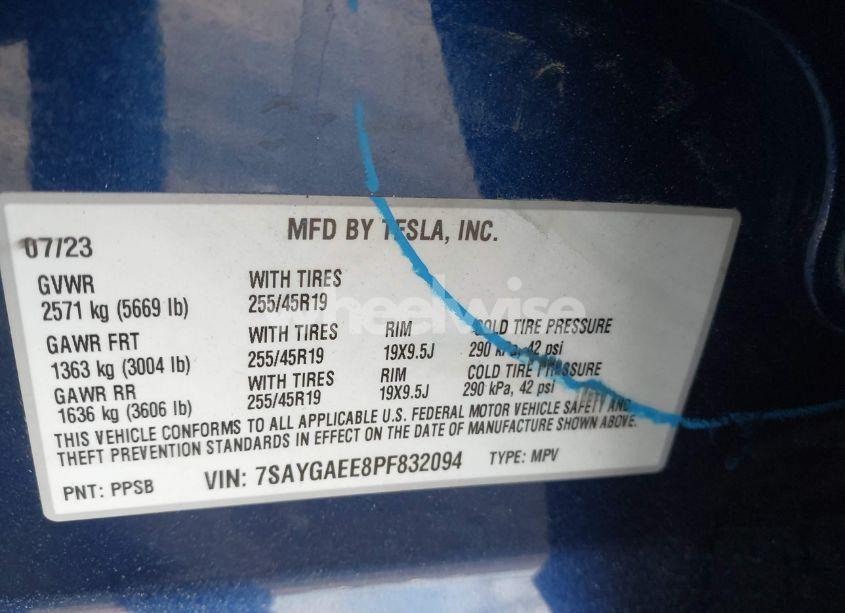 07/23
MFD BY TESLA, INC.
GVWR WITH TIRES
2571 kg (5669 lb) 255/45R19
GAWR FRT WITH TIRES RIM COLD TIRE PRESSURE
1363 kg (3004 lb) 255/45R19 19X9.5J 290 kPa, 42 psi
GAWR RR WITH TIRES RIM COLD TIRE PRESSURE
1636 kg (3606 lb) 255/45R19 19X9.5J 290 kPa, 42 psi
THIS VEHICLE CONFORMS TO ALL APPLICABLE U.S. FEDERAL MOTOR VEHICLE SAFETY AND
THEFT PREVENTION STANDARDS IN EFFECT ON THE DATE OF MANUFACTURE SHOWN ABOVE.
PNT: PPSB VIN: 7SAYGAEE8PF832094 TYPE: MPV
wheelwise